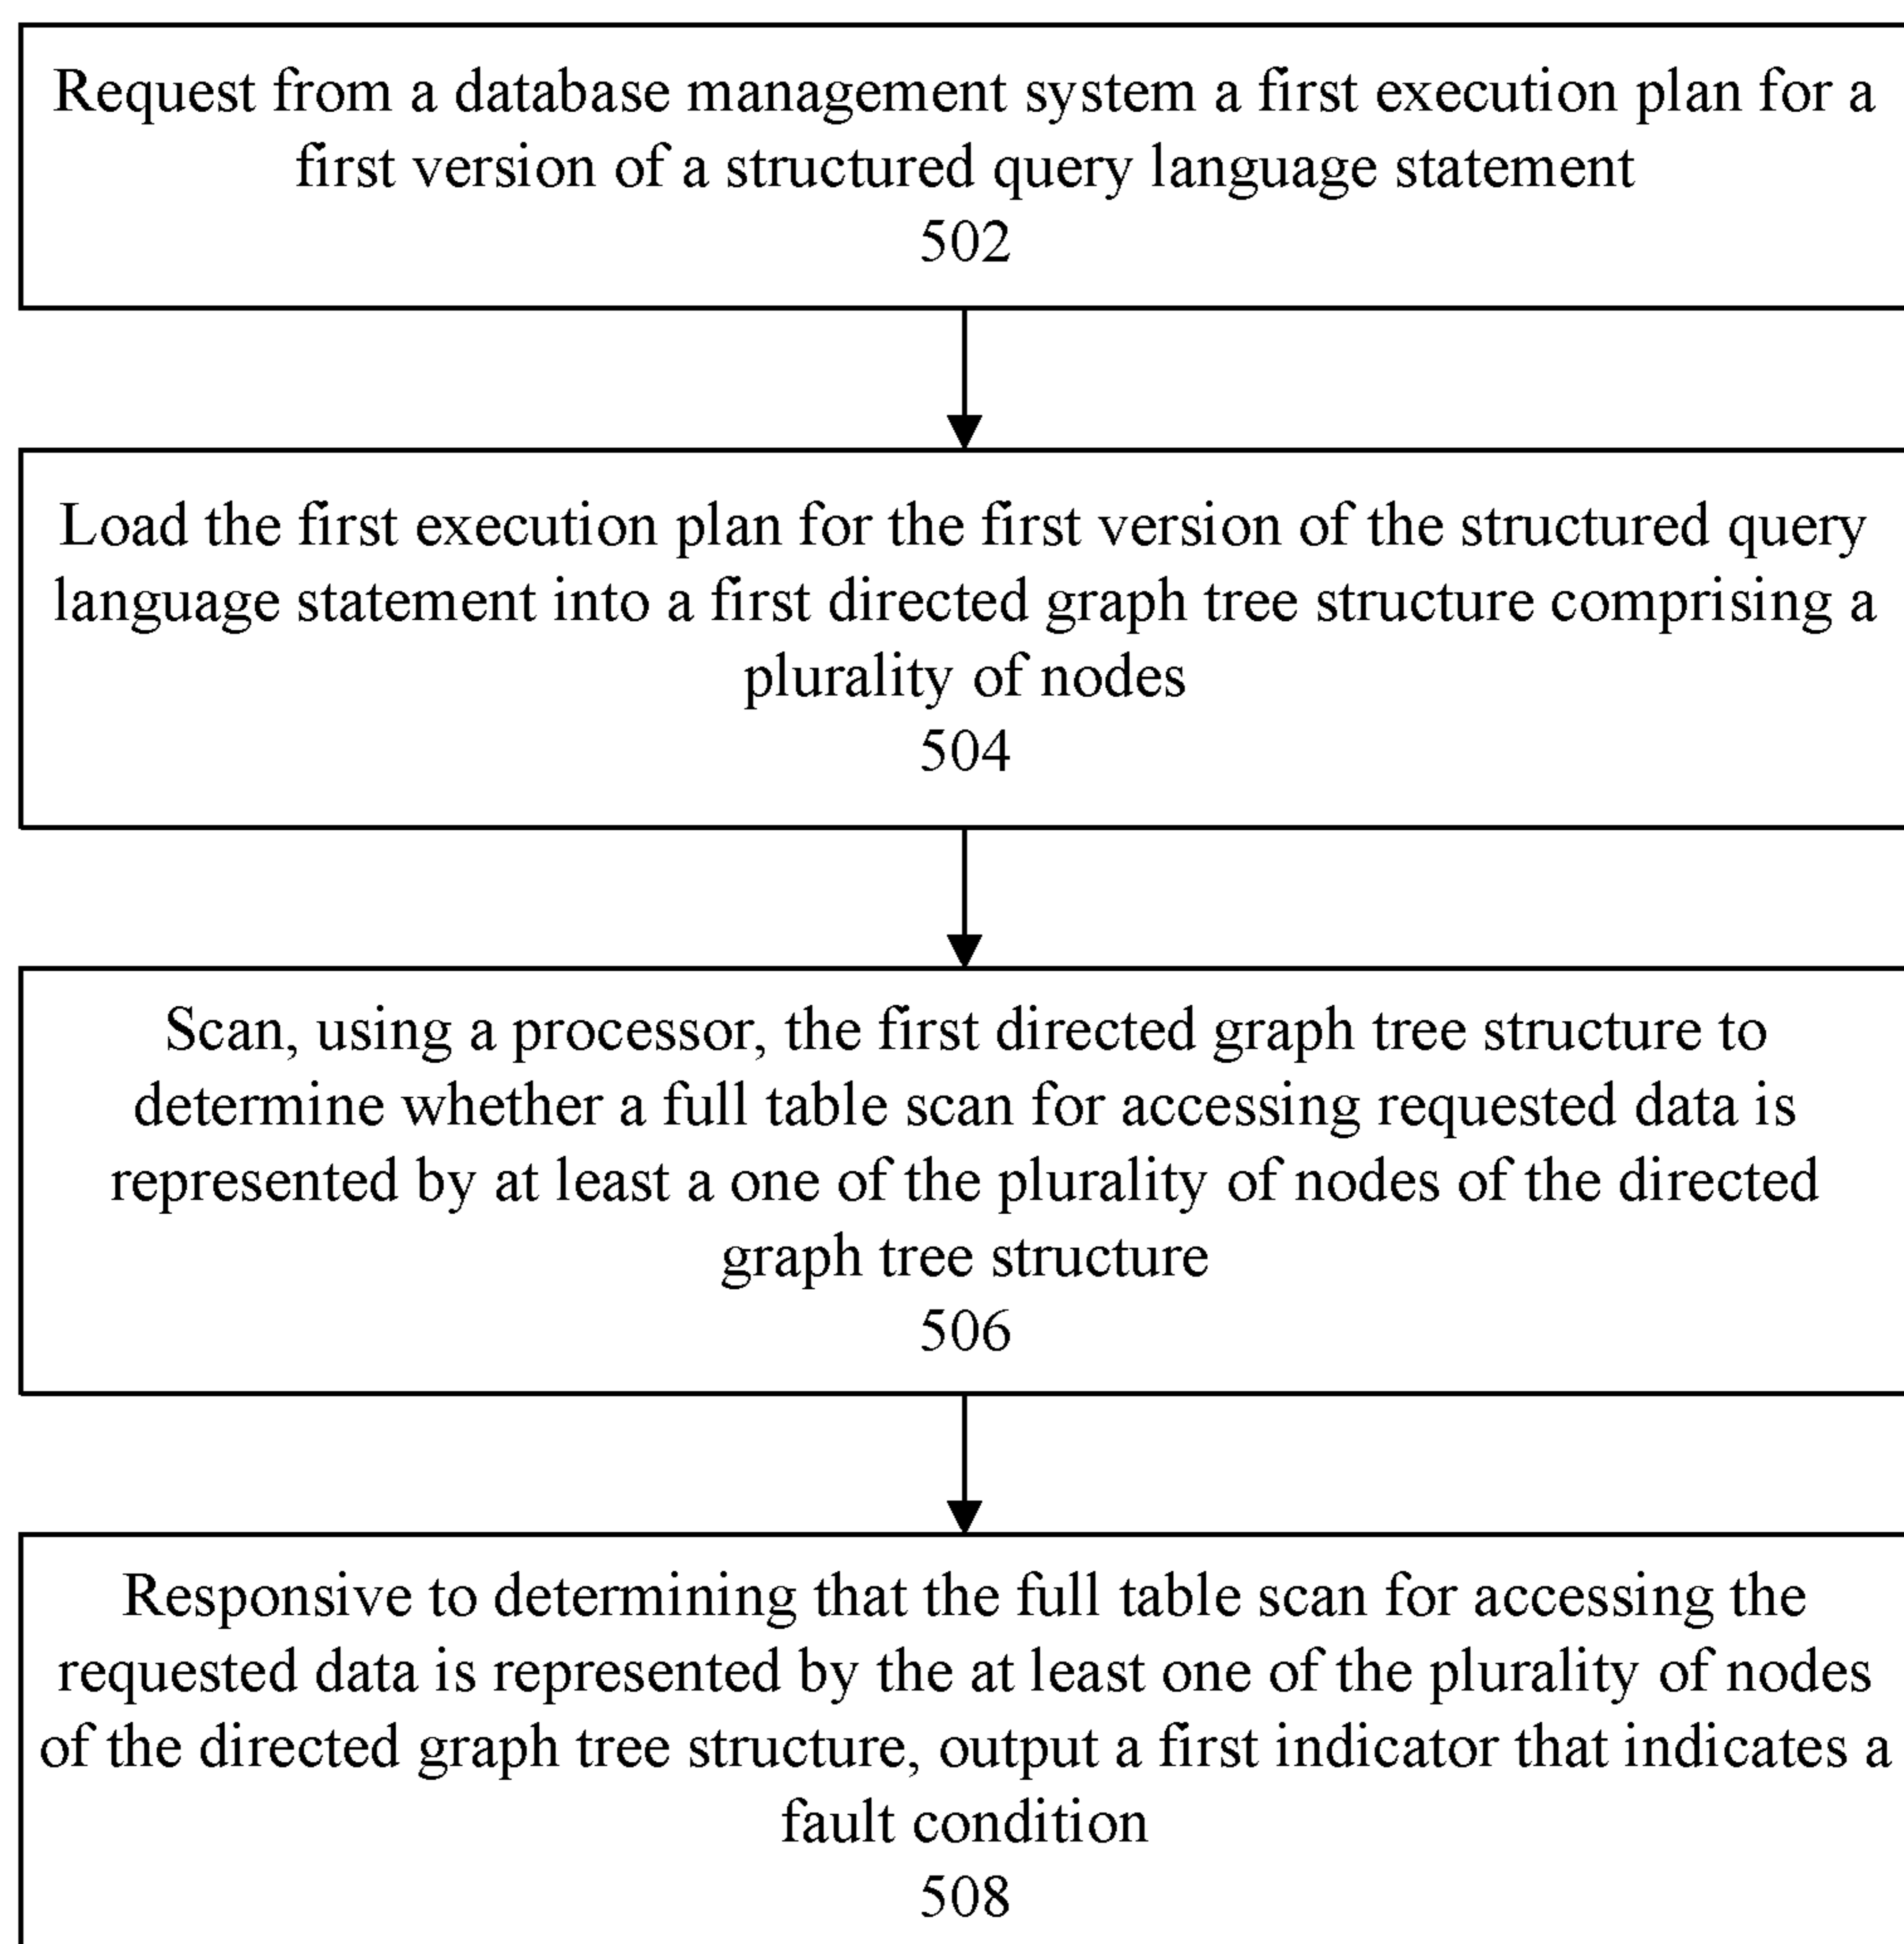 Request from a database management system a first execution plan for a
first version of a structured query language statement
502
Load the first execution plan for the first version of the structured query
language statement into a first directed graph tree structure comprising a
plurality of nodes
504
Scan, using a processor, the first directed graph tree structure to
determine whether a full table scan for accessing requested data is
represented by at least a one of the plurality of nodes of the directed
graph tree structure
506
Responsive to determining that the full table scan for accessing the
requested data is represented by the at least one of the plurality of nodes
of the directed graph tree structure, output a first indicator that indicates a
fault condition
508